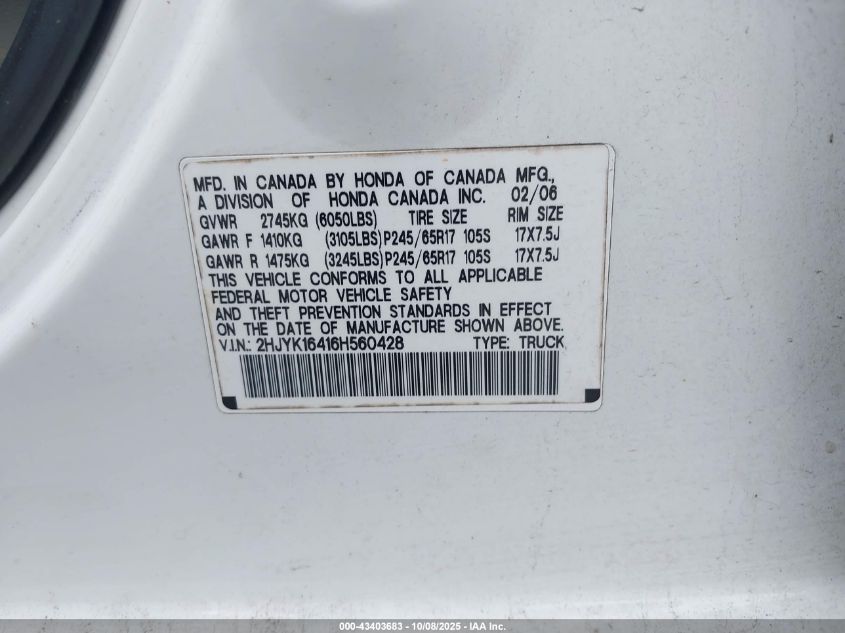 MFD. IN CANADA BY HONDA OF CANADA MFG.,
A DIVISION OF HONDA CANADA INC. 02/06
GVWR 2745KG (6050LBS) TIRE SIZE RIM SIZE
GAWR F 1410KG (3105LBS) P245/65R17 105S 17X7.5J
GAWR R 1475KG (3245LBS) P245/65R17 105S 17X7.5J
THIS VEHICLE CONFORMS TO ALL APPLICABLE
FEDERAL MOTOR VEHICLE SAFETY
AND THEFT PREVENTION STANDARDS IN EFFECT
ON THE DATE OF MANUFACTURE SHOWN ABOVE.
V.I.N.: 2HJYK16416H560428 TYPE: TRUCK
000-43403683 - 10/08/2025 - IAA Inc.